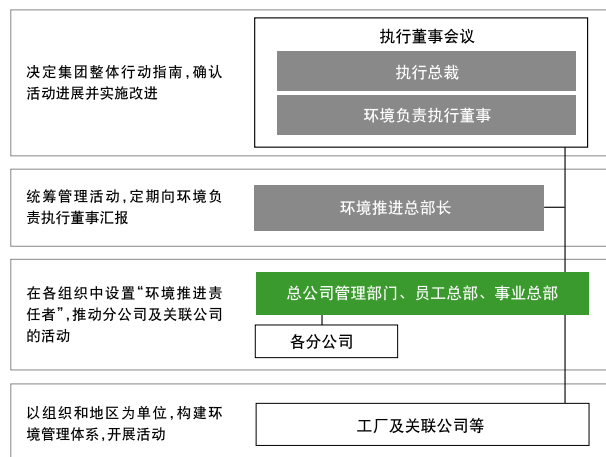 执行董事会议
执行总裁
环境负责执行董事
决定集团整体行动指南,确认
活动进展并实施改进
统筹管理活动,定期向环境负
责执行董事汇报
环境推进总部长
在各组织中设置“环境推进责
任者”,推动分公司及关联公司
的活动
总公司管理部门、员工总部、事业总部
各分公司
以组织和地区为单位,构建环
境管理体系,开展活动
工厂及关联公司等